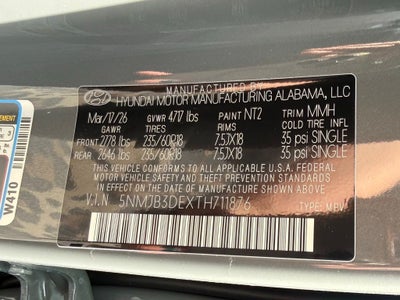 MANUFACTURED BY
HYUNDAI MOTOR MANUFACTURING ALABAMA, LLC
Mar/17/26 GVWR 4717 lbs PAINT NT2 TRIM MMH
GAWR TIRES RIMS COLD TIRE INFL
FRONT 2778 lbs 235/60R18 7.5JX18 35 psi SINGLE
REAR 2646 lbs 235/60R18 7.5JX18 35 psi SINGLE
THIS VEHICLE CONFORMS TO ALL APPLICABLE U.S.
FEDERAL MOTOR VEHICLE SAFETY AND THEFT PREVENTION
STANDARDS IN EFFECT ON THE DATE OF MANUFACTURE SHOWN ABOVE
V.I.N 5NMJB3DEXTH711876
TYPE: MPV
W410